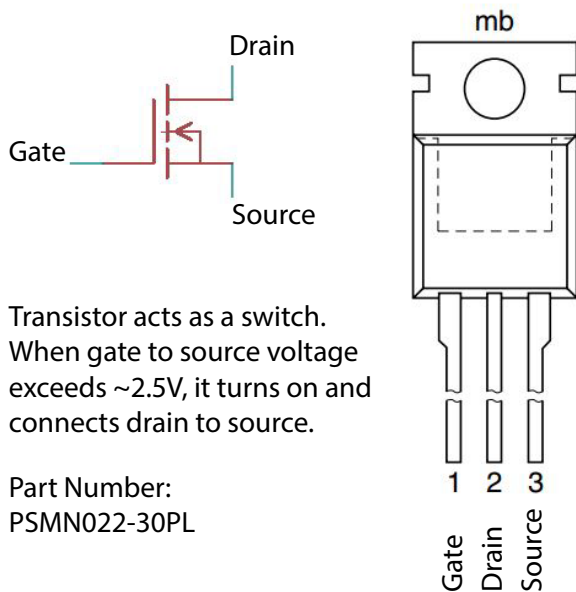 mb
Drain
Gate
Source
Transistor acts as a switch.
When gate to source voltage
exceeds ~2.5V, it turns on and
connects drain to source.
Part Number:
PSMN022-30PL
1 2 3
Gate
Drain
Source